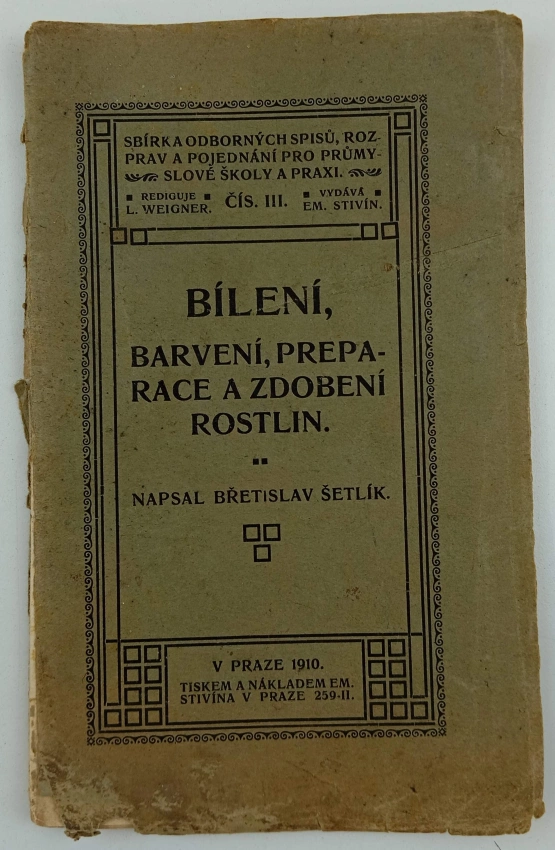 SBÍRKA ODBORNÝCH SPISŮ, ROZ-
PRAV A POJEDNÁNÍ PRO PRŮMY-
SLOVÉ ŠKOLY A PRAXI.
REDIGUJE
L. WEIGNER.
ČÍS. III.
VYDÁVÁ
EM. STIVÍN.
BÍLENÍ,
BARVENÍ, PREPA-
RACE A ZDOBENÍ
ROSTLIN.
NAPSAL BŘETISLAV ŠETLÍK.
V PRAZE 1910.
TISKEM A NÁKLADEM EM.
STIVÍNA V PRAZE 259-II.